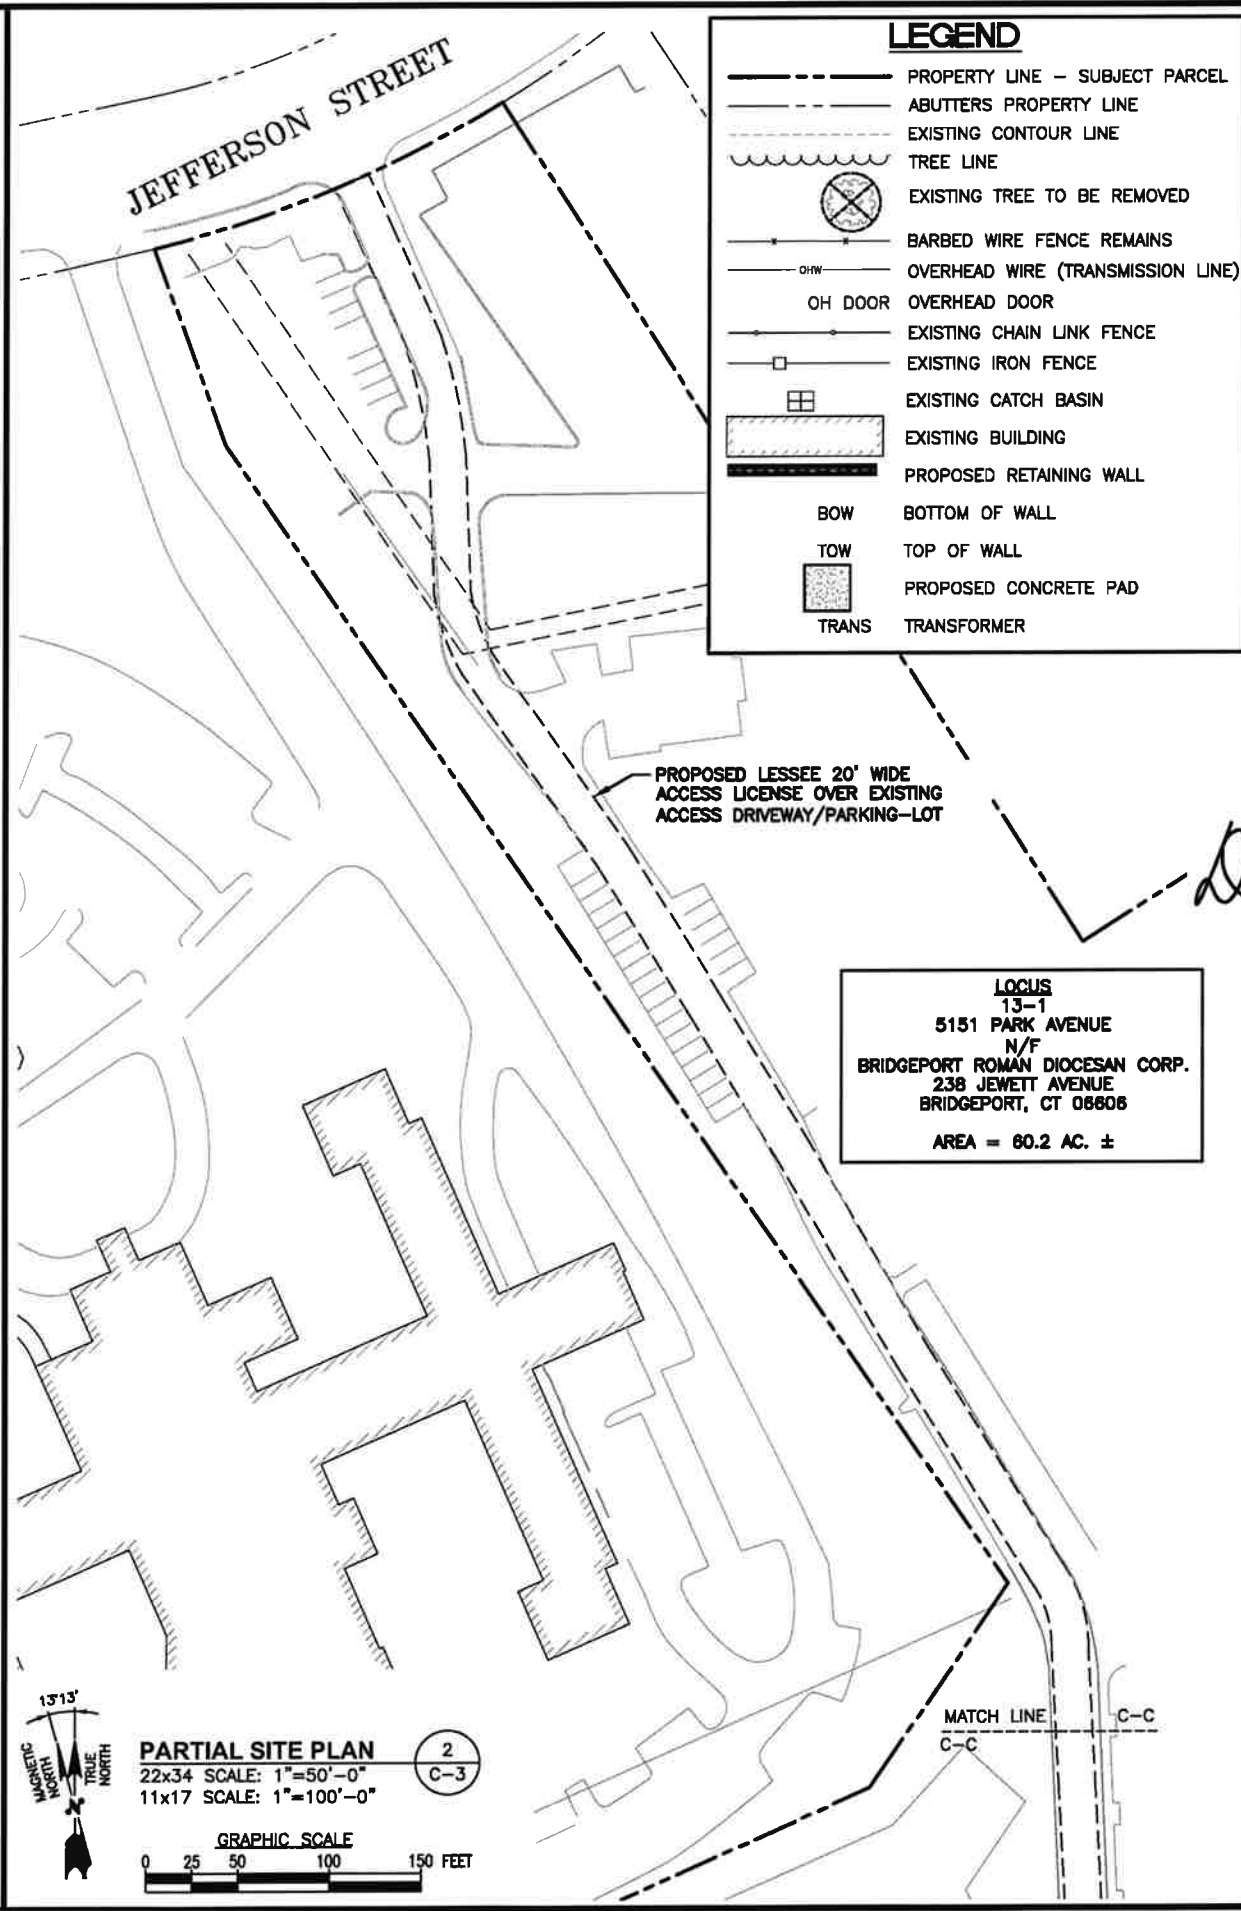 JEFFERSON STREET
LEGEND
PROPERTY LINE - SUBJECT PARCEL
ABUTTERS PROPERTY LINE
EXISTING CONTOUR LINE
TREE LINE
EXISTING TREE TO BE REMOVED
BARBED WIRE FENCE REMAINS
OHW OVERHEAD WIRE (TRANSMISSION LINE)
OH DOOR OVERHEAD DOOR
EXISTING CHAIN LINK FENCE
EXISTING IRON FENCE
EXISTING CATCH BASIN
EXISTING BUILDING
PROPOSED RETAINING WALL
BOW BOTTOM OF WALL
TOW TOP OF WALL
PROPOSED CONCRETE PAD
TRANS TRANSFORMER
PROPOSED LESSEE 20' WIDE
ACCESS LICENSE OVER EXISTING
ACCESS DRIVEWAY/PARKING-LOT
LOCUS
13-1
5151 PARK AVENUE
N/F
BRIDGEPORT ROMAN DIOCESAN CORP.
238 JEWETT AVENUE
BRIDGEPORT, CT 06606
AREA = 60.2 AC. ±
MATCH LINE C-C
C-C
13°13'
MAGNETIC
NORTH
TRUE
NORTH
N
PARTIAL SITE PLAN
2
C-3
22x34 SCALE: 1"=50'-0"
11x17 SCALE: 1"=100'-0"
GRAPHIC SCALE
0 25 50 100 150 FEET